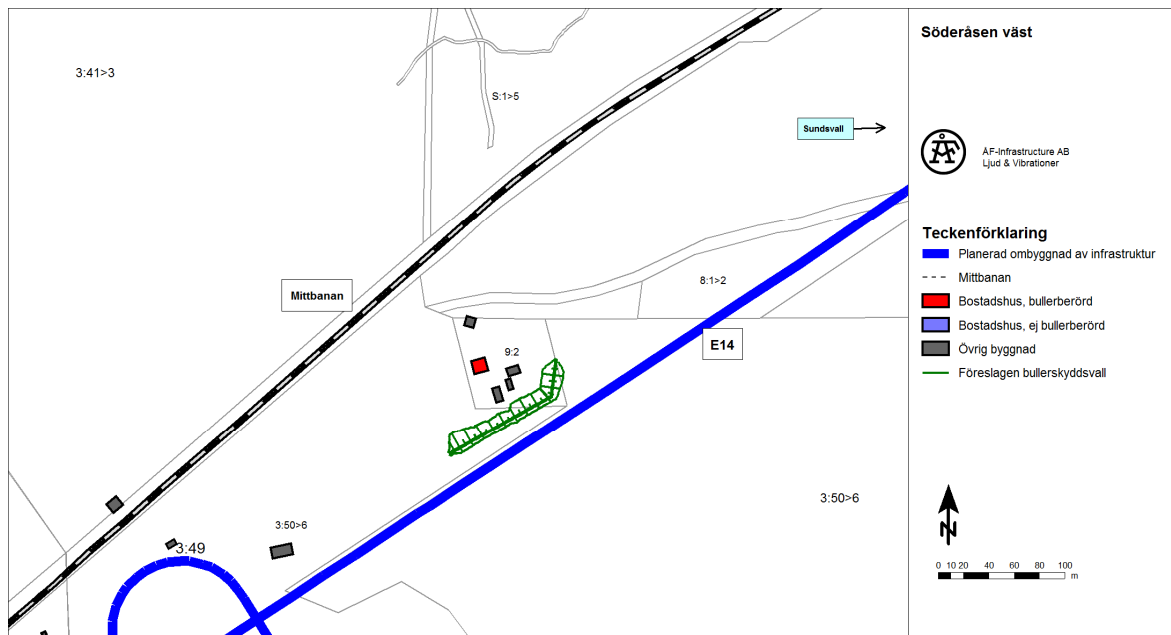 Söderåsen väst
3:41>3
S:1>5
Sundsvall
ÅF
ÅF-Infrastructure AB
Ljud & Vibrationer
Teckenförklaring
Planerad ombyggnad av infrastruktur
Mittbanan
Bostadshus, bullerberörd
Bostadshus, ej bullerberörd
Övrig byggnad
Föreslagen bullerskyddsvall
8:1>2
Mittbanan
E14
9:2
3:50>6
3:50>6
3:49
N
0 10 20 40 60 80 100
m